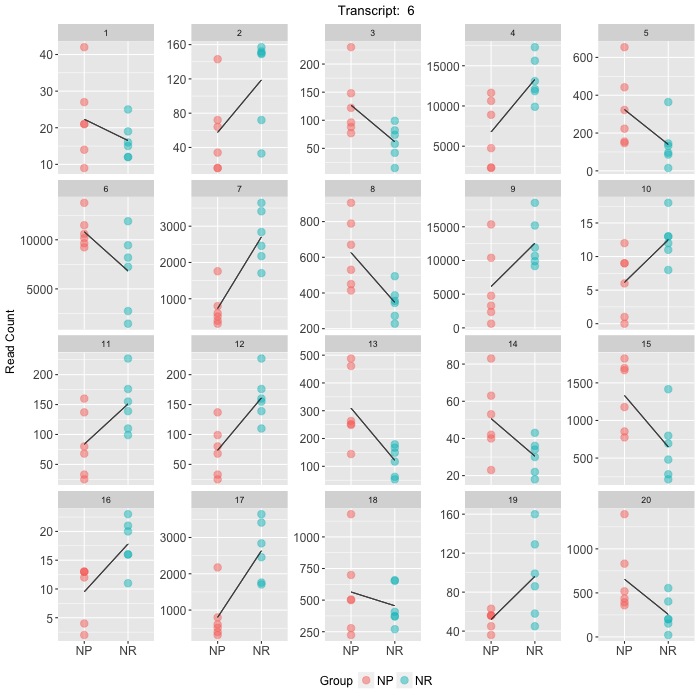 Transcript: 6
1 2 3 4 5
40 30 20 10
160 120 80 40
200 150 100 50
15000 10000 5000
600 400 200 0
6 7 8 9 10
10000 5000
3000 2000 1000
800 600 400 200
15000 10000 5000 0
15 10 5 0
Read Count
11 12 13 14 15
200 150 100 50
200 150 100 50
500 400 300 200 100
80 60 40 20
1500 1000 500
16 17 18 19 20
20 15 10 5
3000 2000 1000
1000 750 500 250
160 120 80 40
1000 500 0
NP NR NP NR NP NR NP NR NP NR
Group NP NR